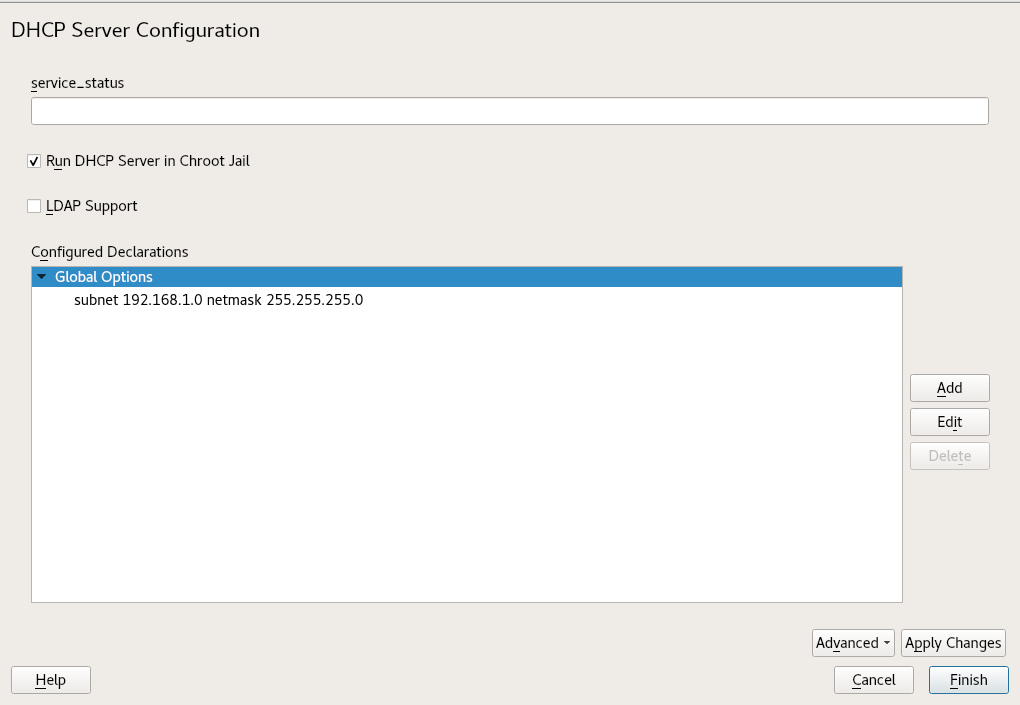 DHCP Server Configuration
service_status
Run DHCP Server in Chroot Jail
LDAP Support
Configured Declarations
Global Options
subnet 192.168.1.0 netmask 255.255.255.0
Add
Edit
Delete
Advanced
Apply Changes
Help
Cancel
Finish